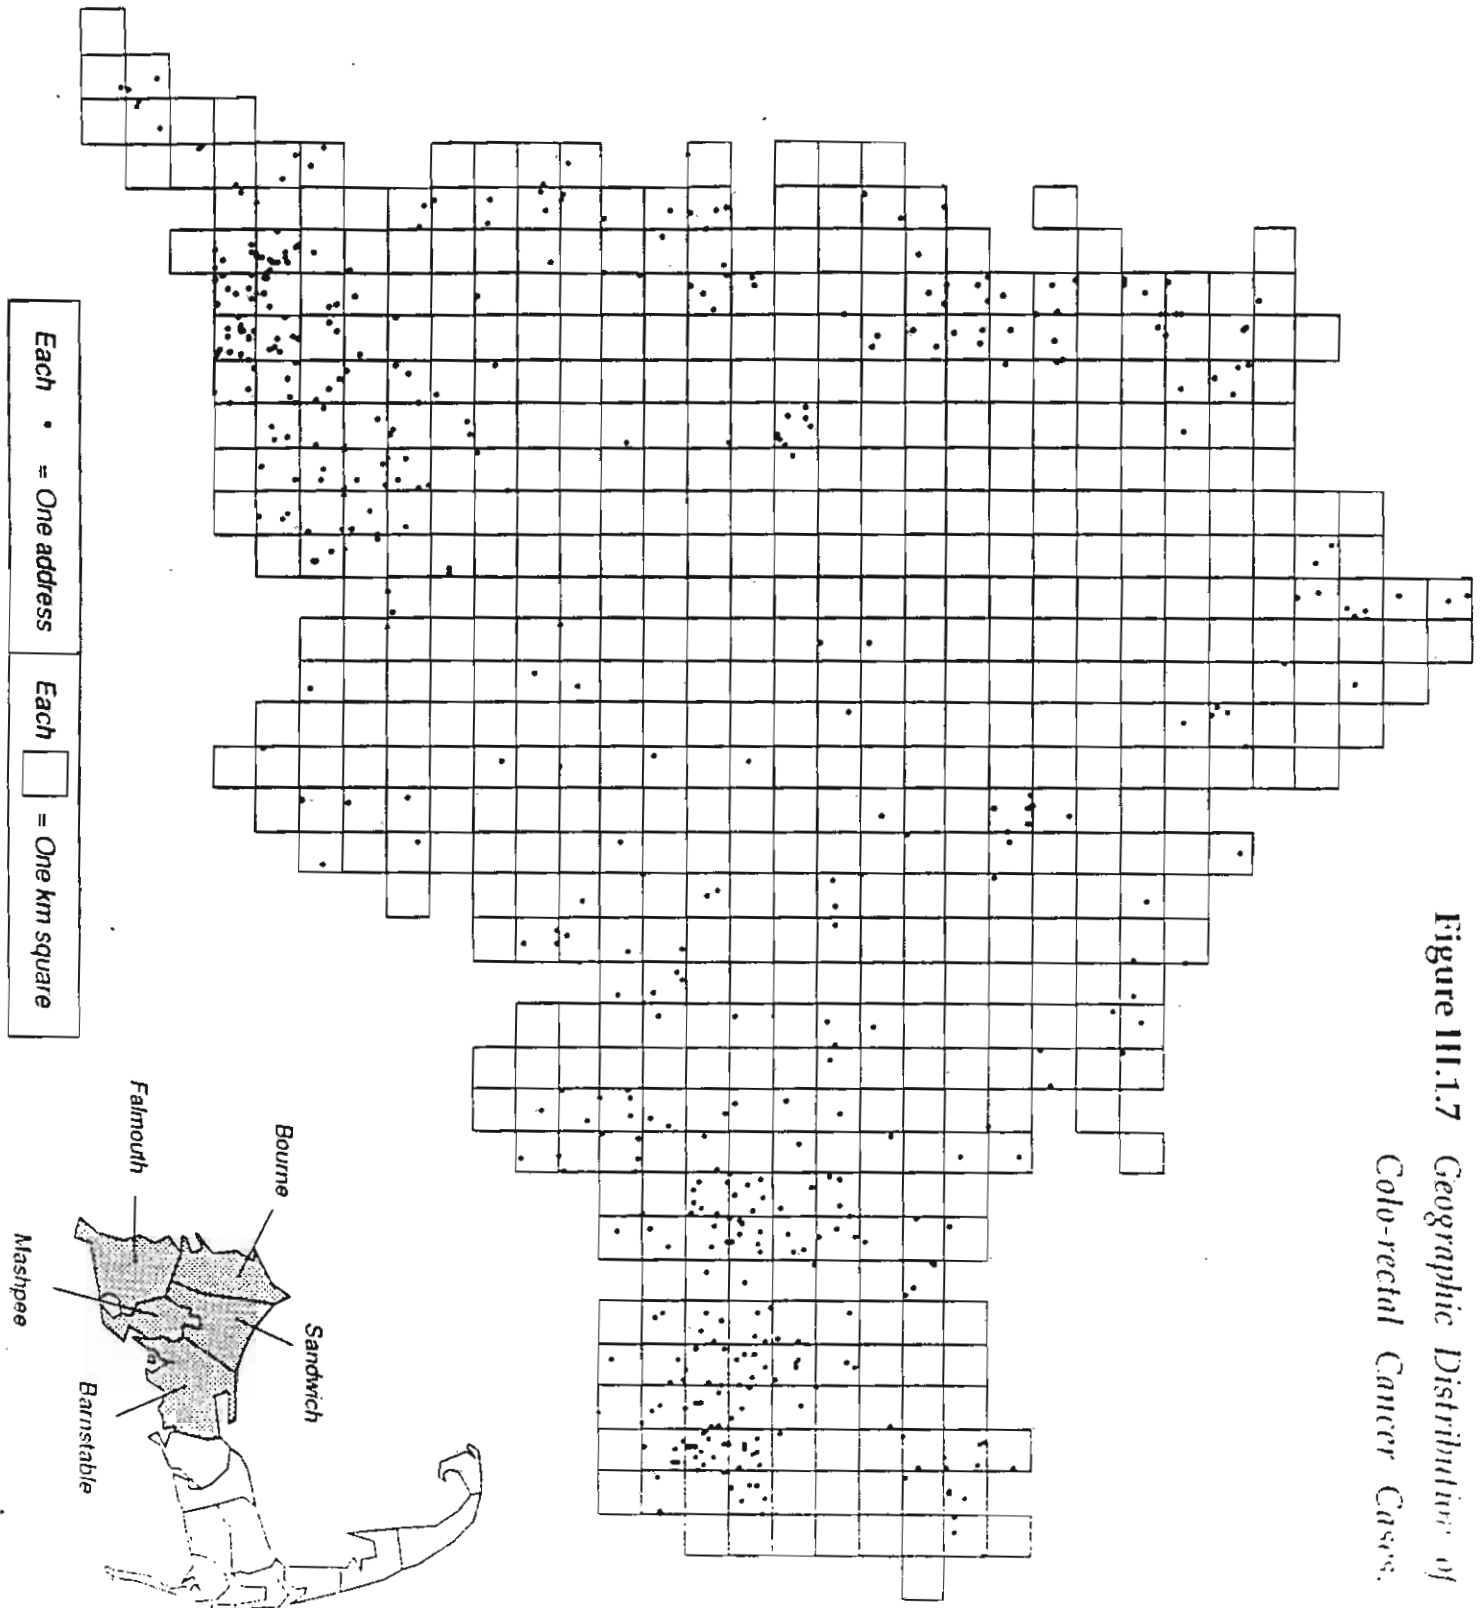 Figure III.1.7 Geographic Distribution of
Colo-rectal Cancer Cases.
Each • = One address
Each □ = One km square
Bourne
Sandwich
Falmouth
Mashpee
Barnstable